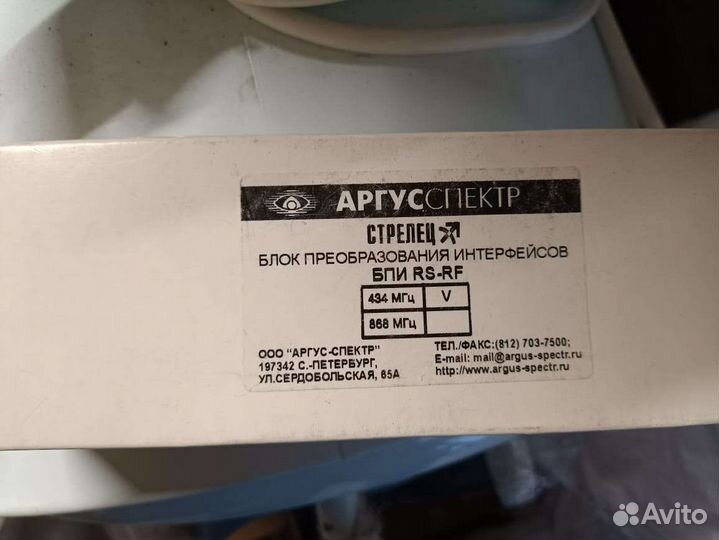 АРГУССПЕКТР
СТРЕЛЕЦ
БЛОК ПРЕОБРАЗОВАНИЯ ИНТЕРФЕЙСОВ
БПИ RS-RF
434 МГц V
868 МГц
ООО "АРГУС-СПЕКТР"
197342 С.-ПЕТЕРБУРГ,
УЛ.СЕРДОБОЛЬСКАЯ, 65А
ТЕЛ./ФАКС:(812) 703-7500;
E-mail: mail@argus-spectr.ru
http://www.argus-spectr.ru
Avito